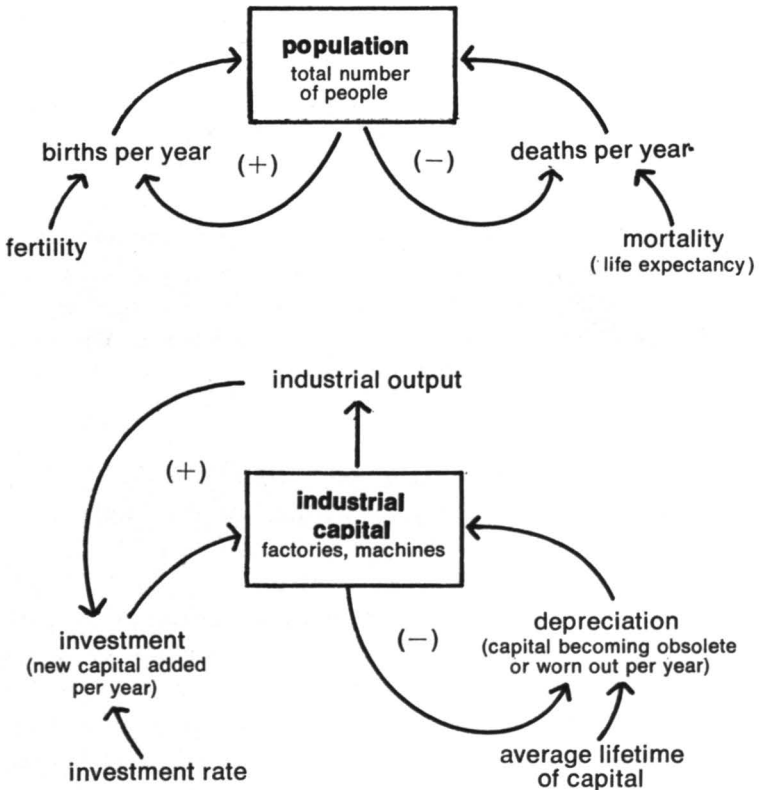 population
total number
of people
births per year
(+)
(−)
deaths per year
fertility
mortality
( life expectancy)
industrial output
(+)
industrial
capital
factories, machines
investment
(new capital added
per year)
(−)
depreciation
(capital becoming obsolete
or worn out per year)
investment rate
average lifetime
of capital